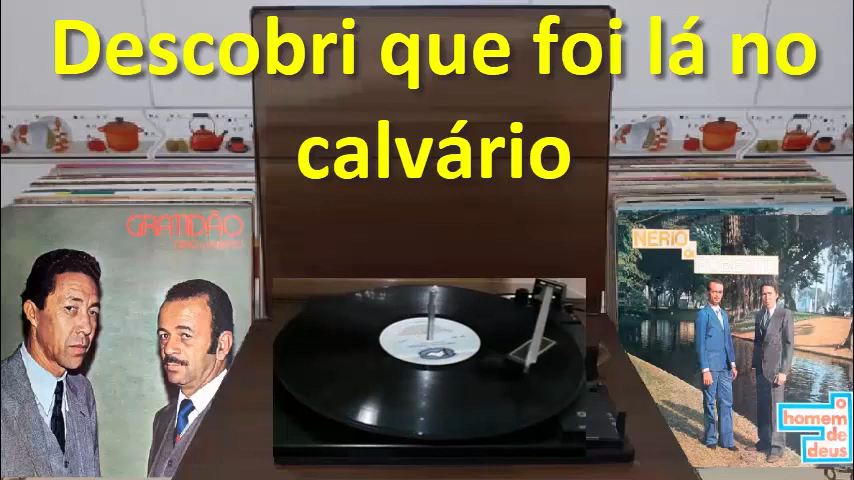 Descobri que foi lá no
calvário
GRATIDÃO
NERIO
o
homem
de
deus